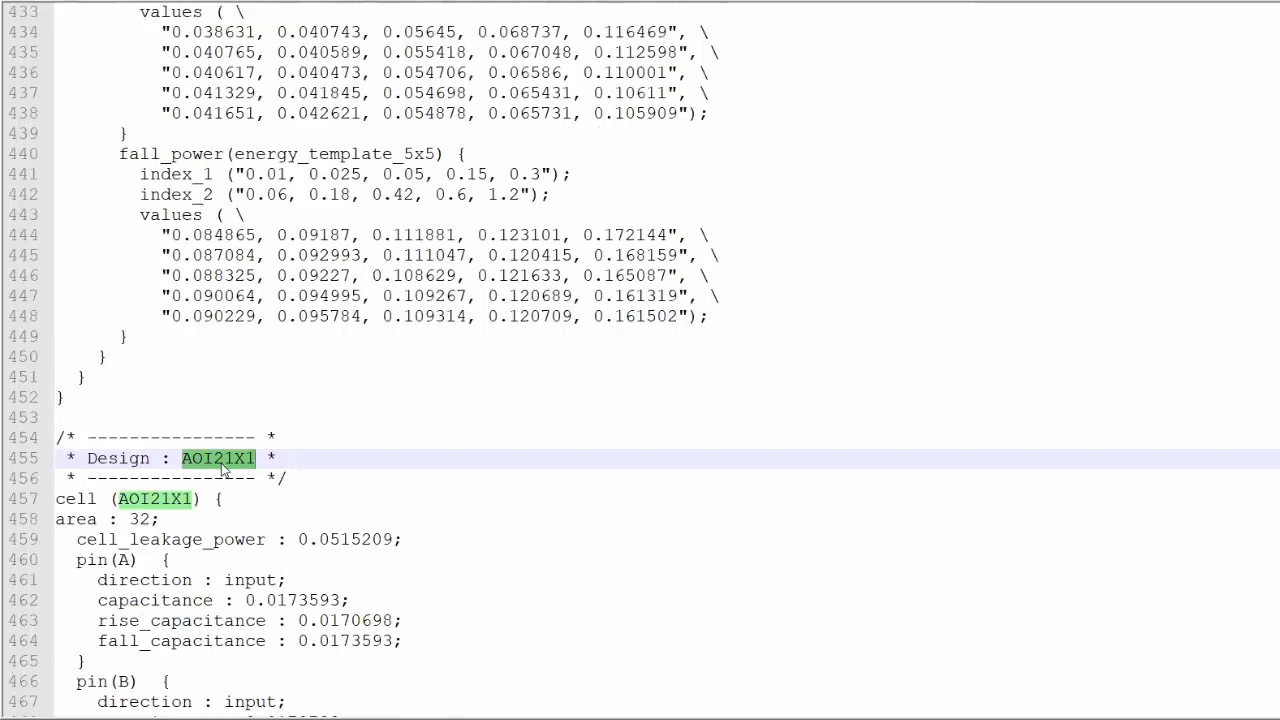 433 values ( \
434 "0.038631, 0.040743, 0.05645, 0.068737, 0.116469", \
435 "0.040765, 0.040589, 0.055418, 0.067048, 0.112598", \
436 "0.040617, 0.040473, 0.054706, 0.06586, 0.110001", \
437 "0.041329, 0.041845, 0.054698, 0.065431, 0.10611", \
438 "0.041651, 0.042621, 0.054878, 0.065731, 0.105909");
439 }
440 fall_power(energy_template_5x5) {
441 index_1 ("0.01, 0.025, 0.05, 0.15, 0.3");
442 index_2 ("0.06, 0.18, 0.42, 0.6, 1.2");
443 values ( \
444 "0.084865, 0.09187, 0.111881, 0.123101, 0.172144", \
445 "0.087084, 0.092993, 0.111047, 0.120415, 0.168159", \
446 "0.088325, 0.09227, 0.108629, 0.121633, 0.165087", \
447 "0.090064, 0.094995, 0.109267, 0.120689, 0.161319", \
448 "0.090229, 0.095784, 0.109314, 0.120709, 0.161502");
449 }
450 }
451 }
452 }
453
454 /* ---------------- *
455 * Design : AOI21X1 *
456 * ---------------- */
457 cell (AOI21X1) {
458 area : 32;
459 cell_leakage_power : 0.0515209;
460 pin(A) {
461 direction : input;
462 capacitance : 0.0173593;
463 rise_capacitance : 0.0170698;
464 fall_capacitance : 0.0173593;
465 }
466 pin(B) {
467 direction : input;